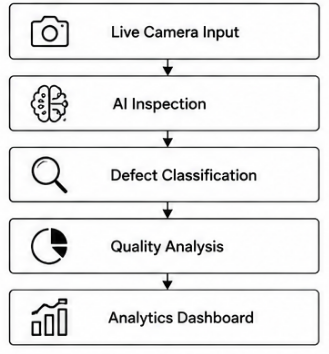 Live Camera Input
AI Inspection
Defect Classification
Quality Analysis
Analytics Dashboard